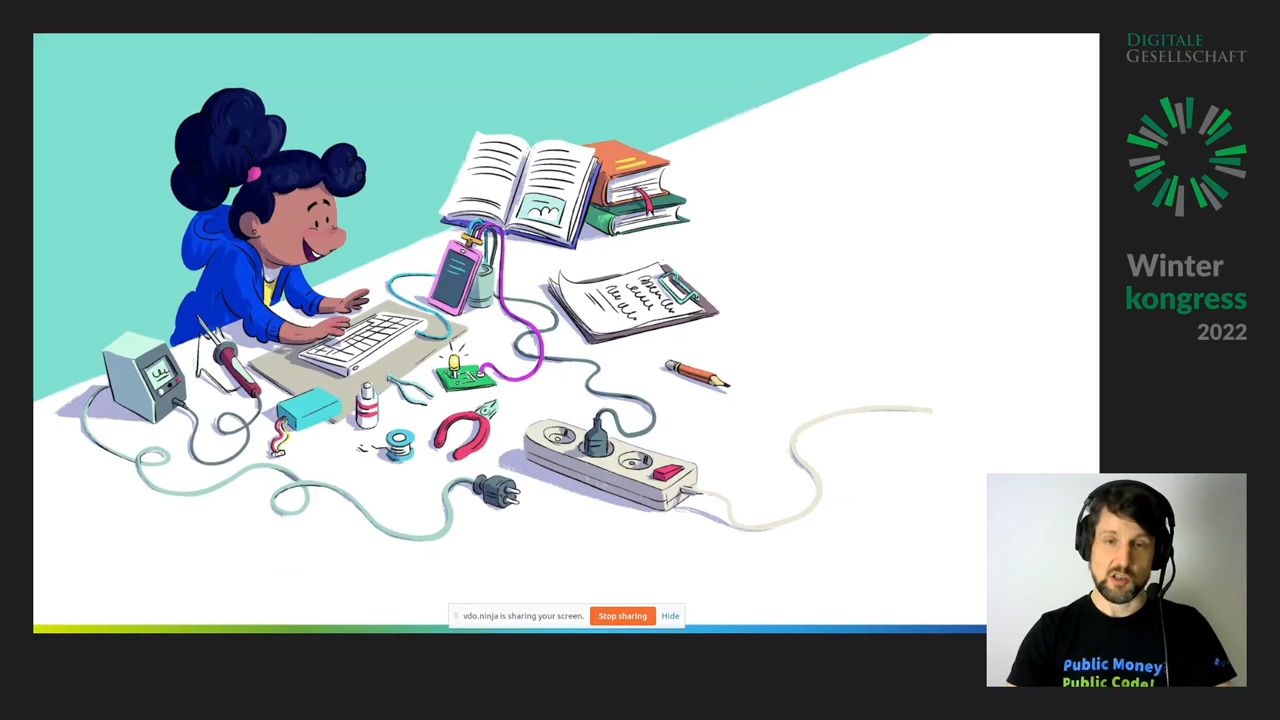 DIGITALE
GESELLSCHAFT
Winter
kongress
2022
vdo.ninja is sharing your screen.
Stop sharing
Hide
Public Money?
Public Code!